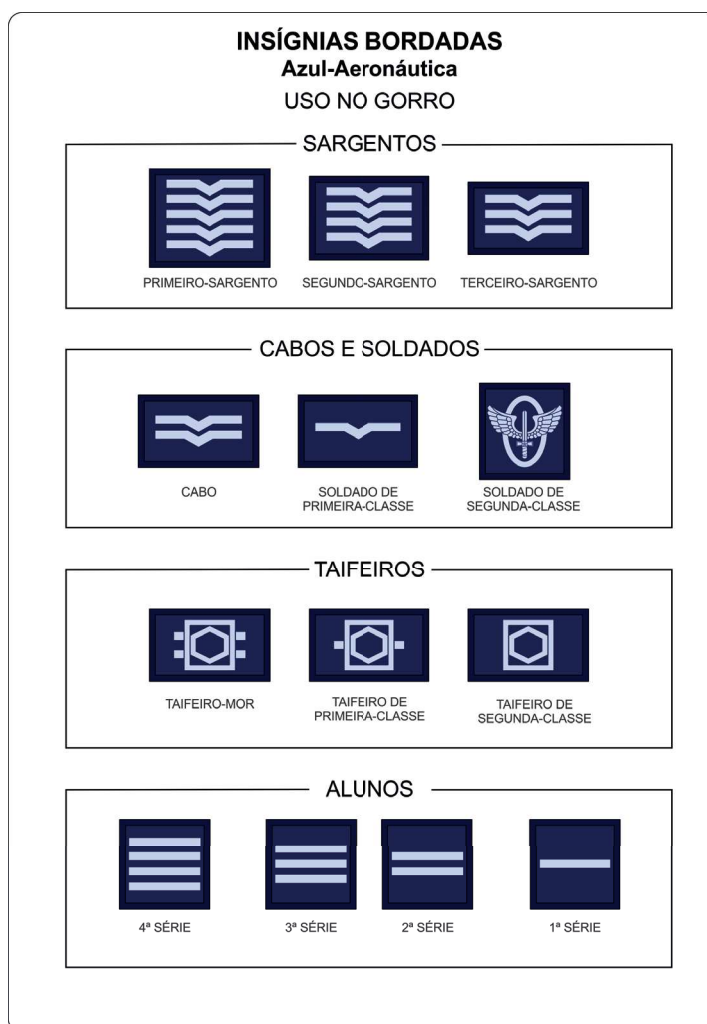 INSÍGNIAS BORDADAS
Azul-Aeronáutica
USO NO GORRO
SARGENTOS
PRIMEIRO-SARGENTO
SEGUNDO-SARGENTO
TERCEIRO-SARGENTO
CABOS E SOLDADOS
CABO
SOLDADO DE
PRIMEIRA-CLASSE
SOLDADO DE
SEGUNDA-CLASSE
TAIFEIROS
TAIFEIRO-MOR
TAIFEIRO DE
PRIMEIRA-CLASSE
TAIFEIRO DE
SEGUNDA-CLASSE
ALUNOS
4ª SÉRIE
3ª SÉRIE
2ª SÉRIE
1ª SÉRIE